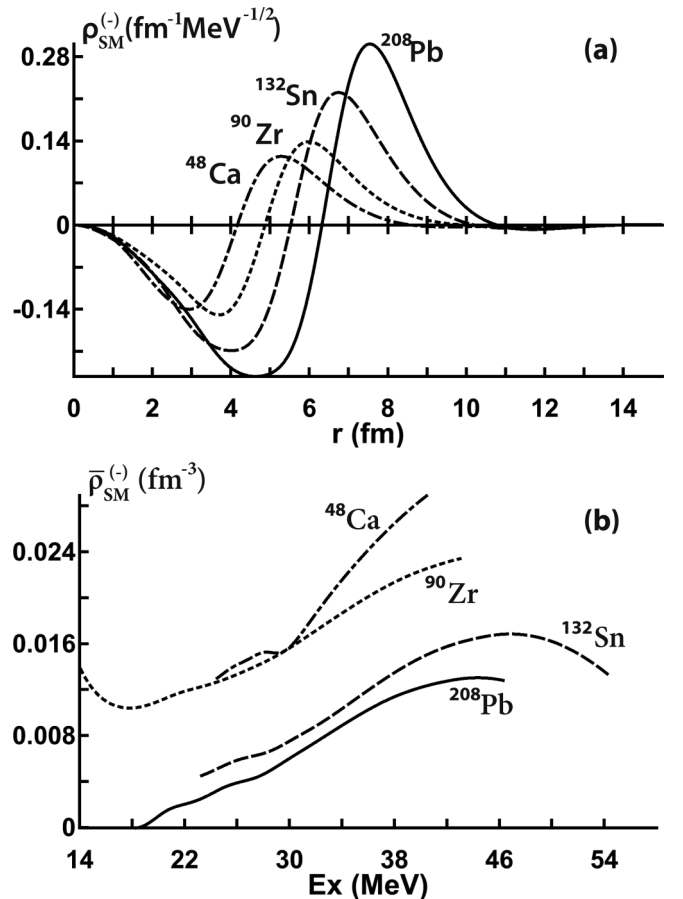 ρ_SM^(-)(fm⁻¹MeV⁻¹/²)
(a)
0.28
²⁰⁸Pb
¹³²Sn
0.14
⁹⁰Zr
⁴⁸Ca
0
-0.14
0 2 4 6 8 10 12 14
r (fm)
ρ̅_SM^(-) (fm⁻³)
(b)
⁴⁸Ca
0.024
⁹⁰Zr
0.016
¹³²Sn
²⁰⁸Pb
0.008
0
14 22 30 38 46 54
Ex (MeV)